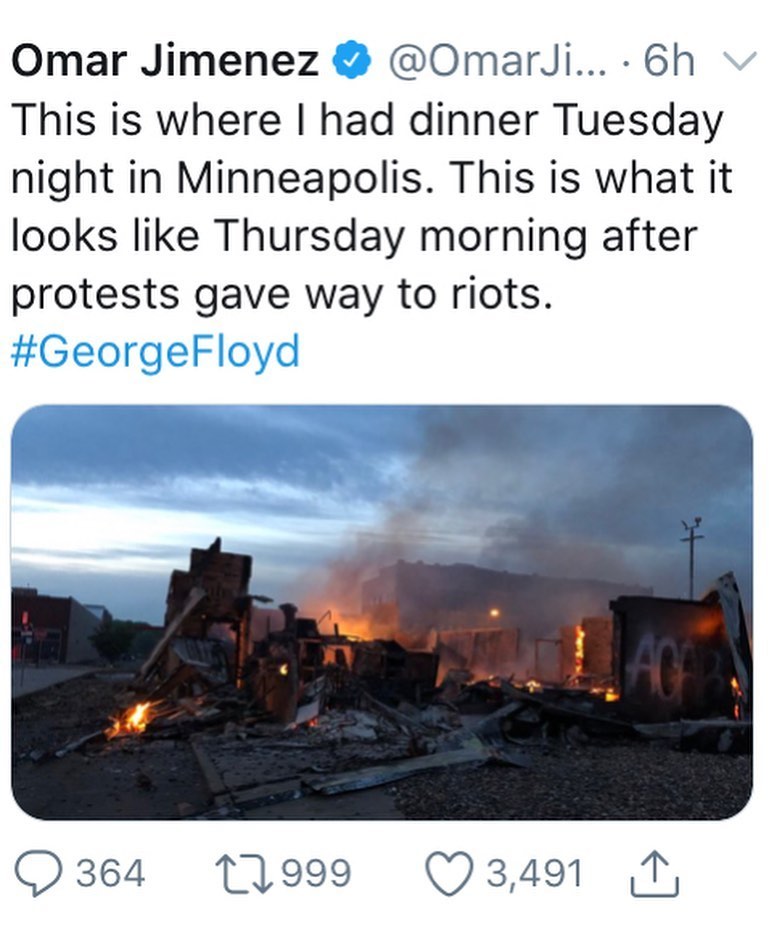 Omar Jimenez @OmarJi... · 6h
This is where I had dinner Tuesday
night in Minneapolis. This is what it
looks like Thursday morning after
protests gave way to riots.
#GeorgeFloyd
ACAB
364 999 3,491